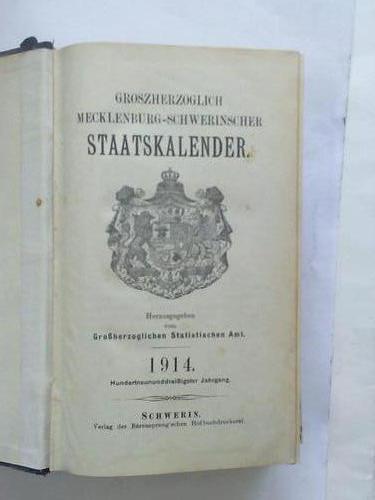 GROSZHERZOGLICH
MECKLENBURG-SCHWERINSCHER
STAATSKALENDER.
Herausgegeben
vom
Großherzoglichen Statistischen Amt.
1914.
Hundertneununddreißigster Jahrgang.
SCHWERIN.
Verlag der Bärensprung'schen Hofbuchdruckerei.